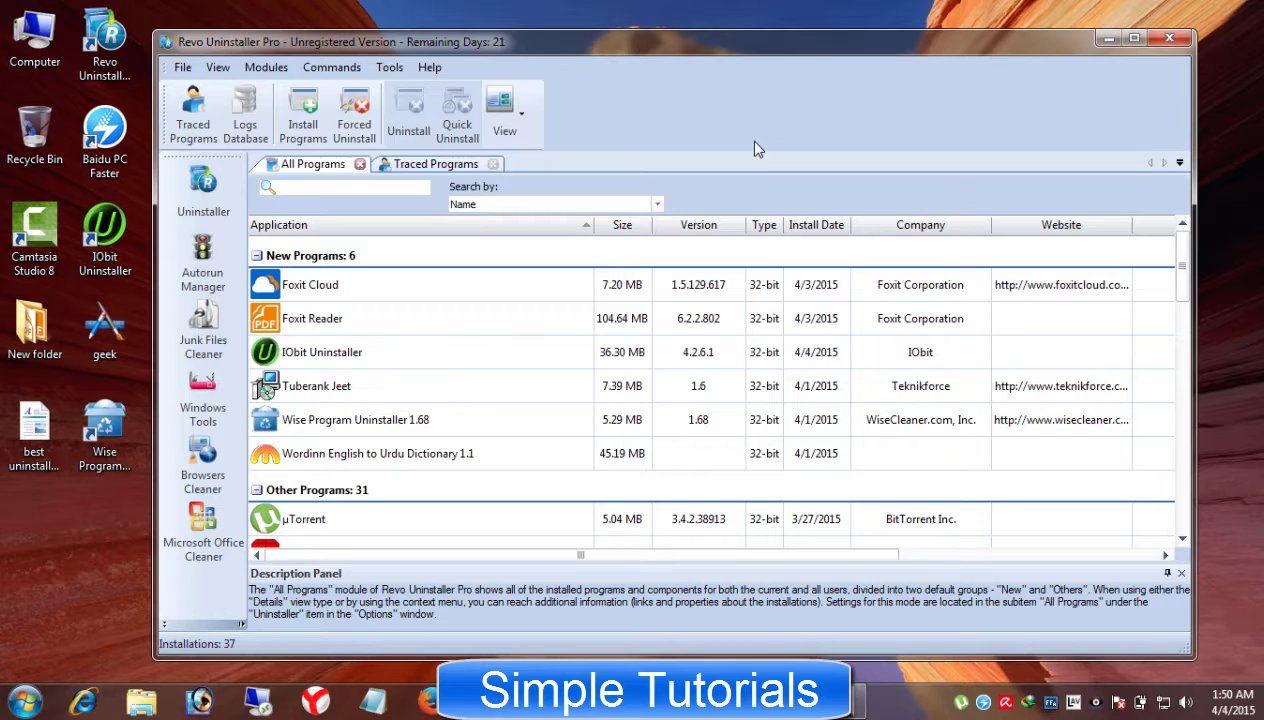 Computer
Revo
Uninstall...
Recycle Bin
Baidu PC
Faster
Camtasia
Studio 8
IObit
Uninstaller
New folder
geek
best
uninstall...
Wise
Program...
Revo Uninstaller Pro - Unregistered Version - Remaining Days: 21
File View Modules Commands Tools Help
Traced
Programs
Logs
Database
Install
Programs
Forced
Uninstall
Uninstall
Quick
Uninstall
View
Uninstaller
Autorun
Manager
Junk Files
Cleaner
Windows
Tools
Browsers
Cleaner
Microsoft Office
Cleaner
All Programs Traced Programs
Search by:
Name
Application Size Version Type Install Date Company Website
New Programs: 6
Foxit Cloud 7.20 MB 1.5.129.617 32-bit 4/3/2015 Foxit Corporation http://www.foxitcloud.co...
Foxit Reader 104.64 MB 6.2.2.802 32-bit 4/3/2015 Foxit Corporation
IObit Uninstaller 36.30 MB 4.2.6.1 32-bit 4/4/2015 IObit
Tuberank Jeet 7.39 MB 1.6 32-bit 4/1/2015 Teknikforce http://www.teknikforce.c...
Wise Program Uninstaller 1.68 5.29 MB 1.68 32-bit 4/1/2015 WiseCleaner.com, Inc. http://www.wisecleaner.c...
Wordinn English to Urdu Dictionary 1.1 45.19 MB 32-bit 4/1/2015
Other Programs: 31
µTorrent 5.04 MB 3.4.2.38913 32-bit 3/27/2015 BitTorrent Inc.
Description Panel
The "All Programs" module of Revo Uninstaller Pro shows all of the installed programs and components for both the current and all users, divided into two default groups - "New" and "Others". When using either the
"Details" view type or by using the context menu, you can reach additional information (links and properties about the installations). Settings for this mode are located in the subitem "All Programs" under the
"Uninstaller" item in the "Options" window.
Installations: 37
Simple Tutorials
1:50 AM
4/4/2015